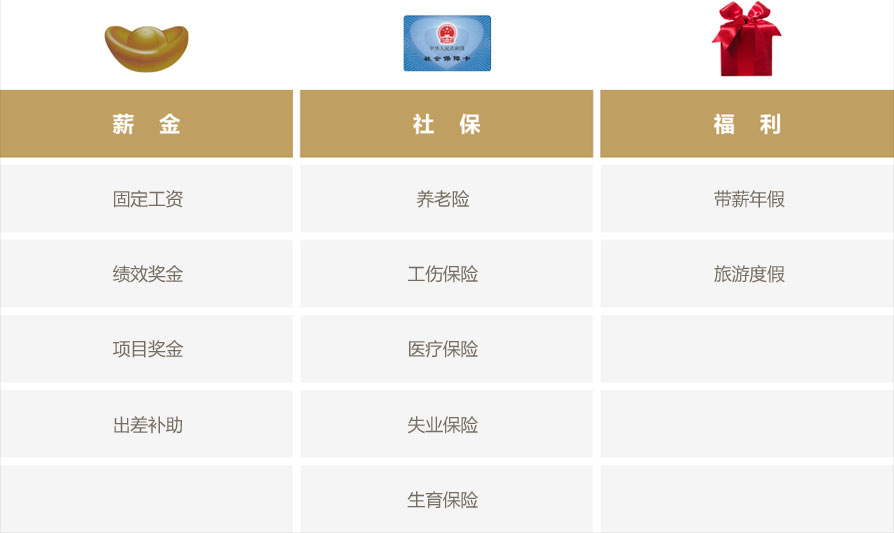 中华人民共和国
社会保障卡
薪 金 社 保 福 利
固定工资 养老险 带薪年假
绩效奖金 工伤保险 旅游度假
项目奖金 医疗保险
出差补助 失业保险
生育保险